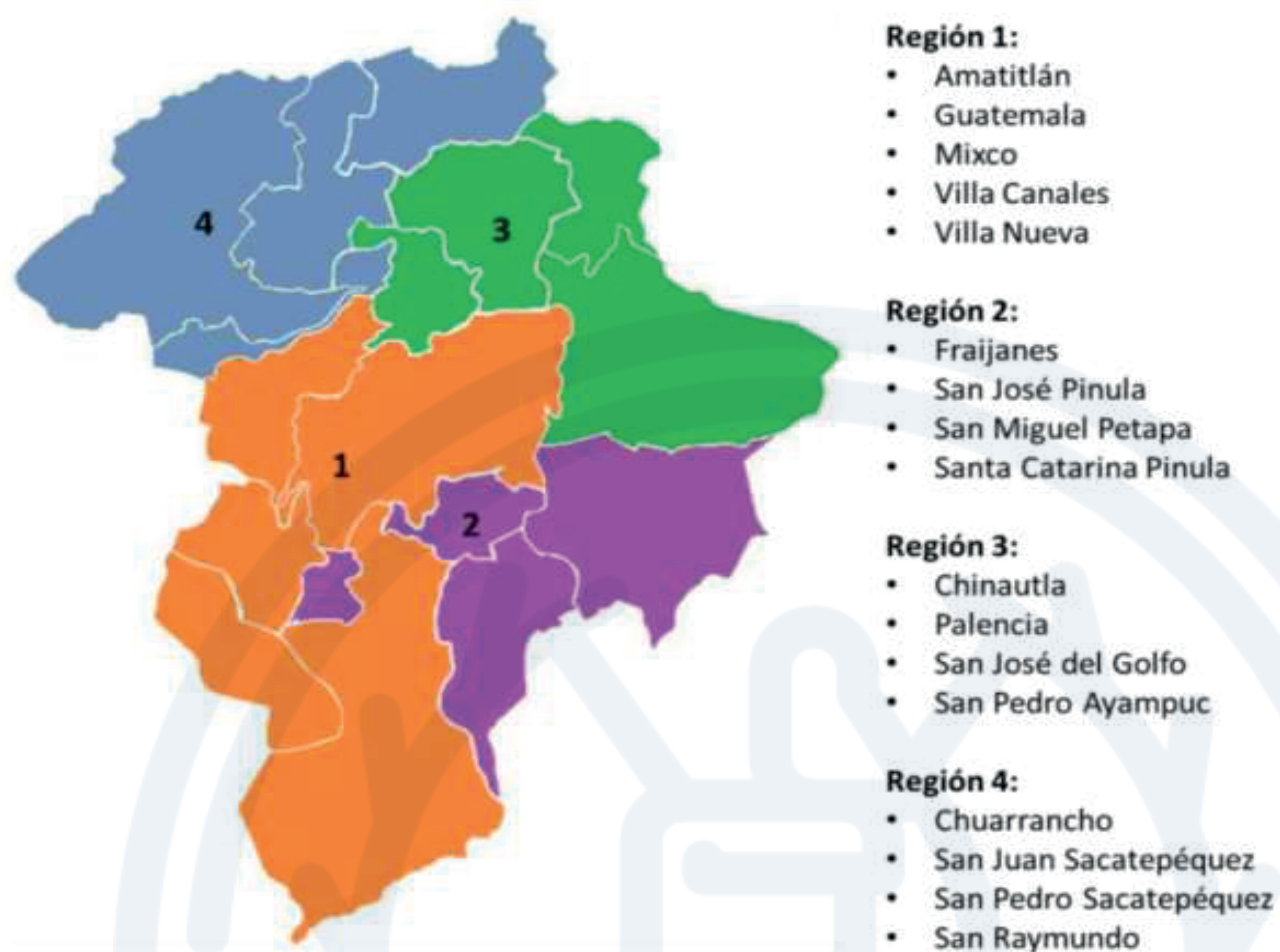 4
3
1
2
Región 1:
• Amatitlán
• Guatemala
• Mixco
• Villa Canales
• Villa Nueva
Región 2:
• Fraijanes
• San José Pinula
• San Miguel Petapa
• Santa Catarina Pinula
Región 3:
• Chinautla
• Palencia
• San José del Golfo
• San Pedro Ayampuc
Región 4:
• Chuarrancho
• San Juan Sacatepéquez
• San Pedro Sacatepéquez
• San Raymundo